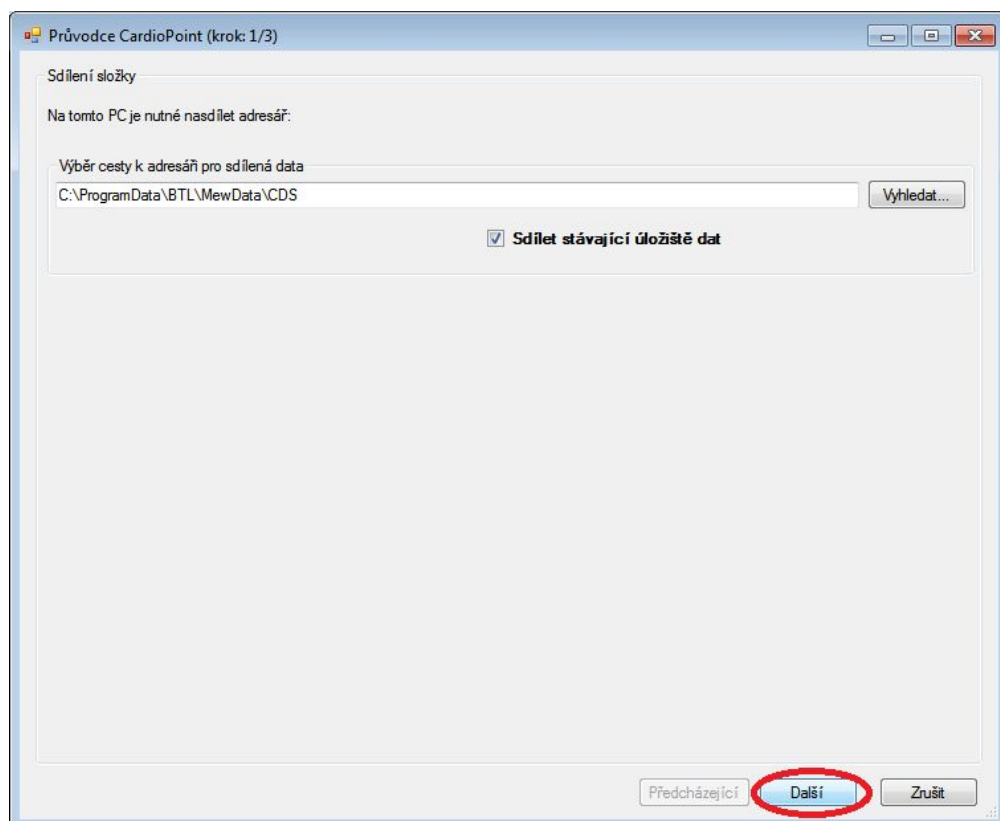 Průvodce CardioPoint (krok: 1/3)
Sdílení složky
Na tomto PC je nutné nasdílet adresář:
Výběr cesty k adresáři pro sdílená data
C:\ProgramData\BTL\MewData\CDS
Vyhledat...
Sdílet stávající úložiště dat
Předcházející
Další
Zrušit